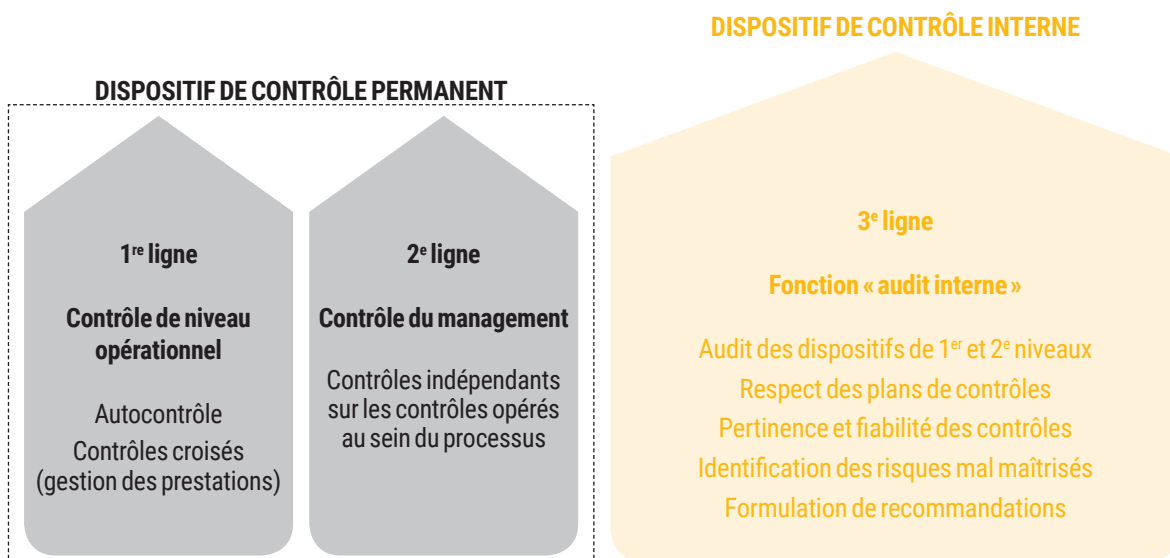 DISPOSITIF DE CONTRÔLE INTERNE
DISPOSITIF DE CONTRÔLE PERMANENT
1re ligne
Contrôle de niveau
opérationnel
Autocontrôle
Contrôles croisés
(gestion des prestations)
2e ligne
Contrôle du management
Contrôles indépendants
sur les contrôles opérés
au sein du processus
3e ligne
Fonction « audit interne »
Audit des dispositifs de 1er et 2e niveaux
Respect des plans de contrôles
Pertinence et fiabilité des contrôles
Identification des risques mal maîtrisés
Formulation de recommandations